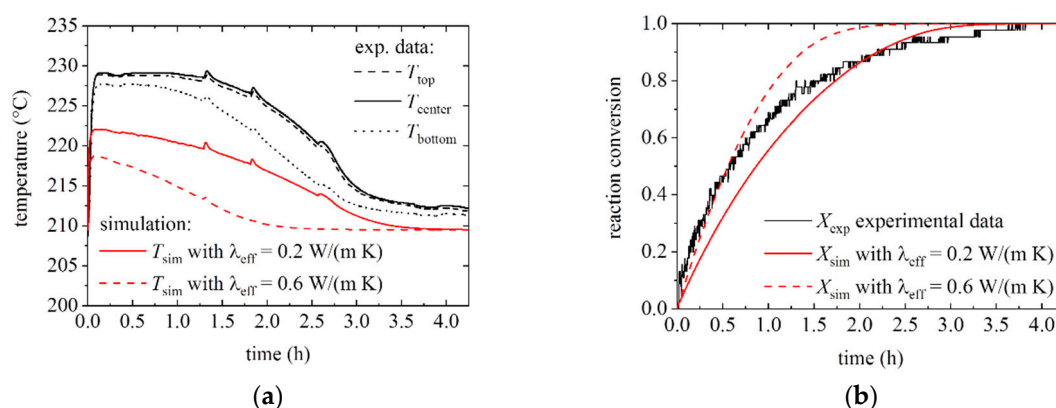 230
225
220
215
210
205
200
temperature (°C)
exp. data:
T_top
T_center
T_bottom
simulation:
T_sim with λ_eff = 0.2 W/(m K)
T_sim with λ_eff = 0.6 W/(m K)
0.0 0.5 1.0 1.5 2.0 2.5 3.0 3.5 4.0
time (h)
(a)
1.0
0.8
0.6
0.4
0.2
0.0
reaction conversion
X_exp experimental data
X_sim with λ_eff = 0.2 W/(m K)
X_sim with λ_eff = 0.6 W/(m K)
0.0 0.5 1.0 1.5 2.0 2.5 3.0 3.5 4.0
time (h)
(b)